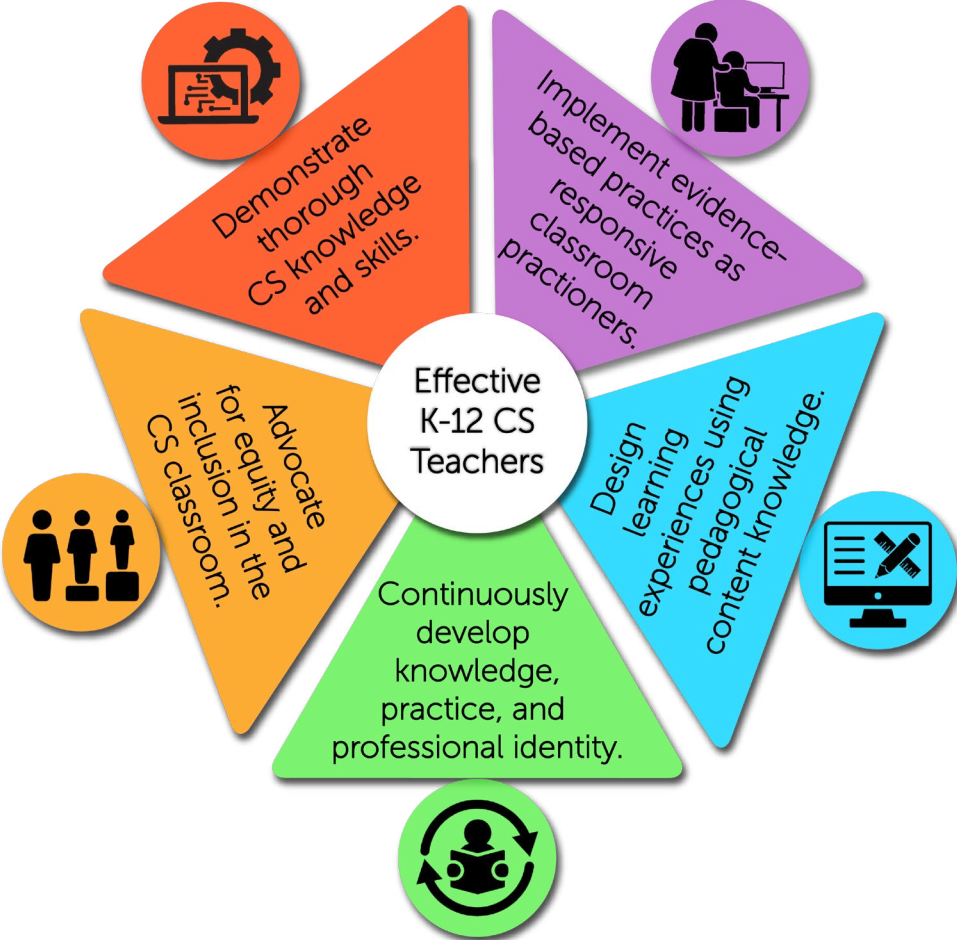 Effective
K-12 CS
Teachers
Demonstrate
thorough
CS knowledge
and skills.
Implement evidence-
based practices as
responsive
classroom
practitioners.
Design
learning
experiences using
pedagogical
content knowledge.
Continuously
develop
knowledge,
practice, and
professional identity.
Advocate
for equity and
inclusion in the
CS classroom.